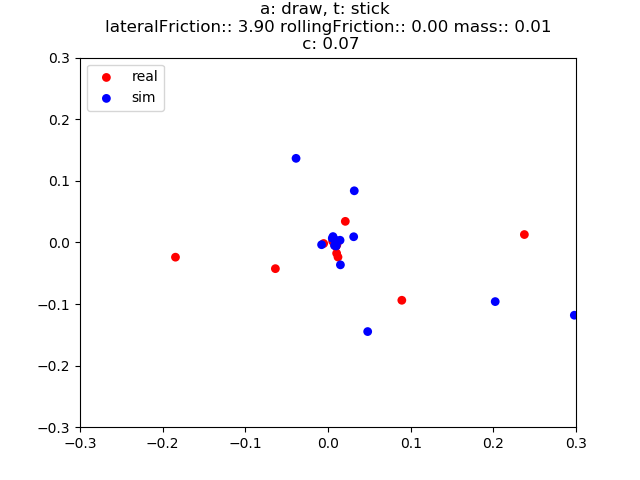 a: draw, t: stick
lateralFriction:: 3.90 rollingFriction:: 0.00 mass:: 0.01
c: 0.07
real
sim
0.3
0.2
0.1
0.0
−0.1
−0.2
−0.3
−0.3 −0.2 −0.1 0.0 0.1 0.2 0.3